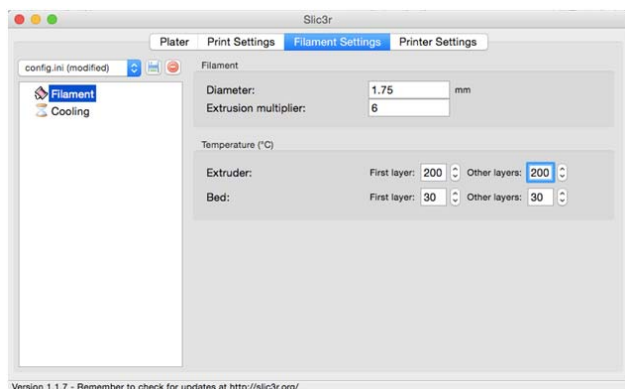 Slic3r
Plater Print Settings Filament Settings Printer Settings
config.ini (modified)
Filament
Cooling
Filament
Diameter: 1.75 mm
Extrusion multiplier: 6
Temperature (°C)
Extruder: First layer: 200 Other layers: 200
Bed: First layer: 30 Other layers: 30
Version 1.1.7 - Remember to check for updates at http://slic3r.org/